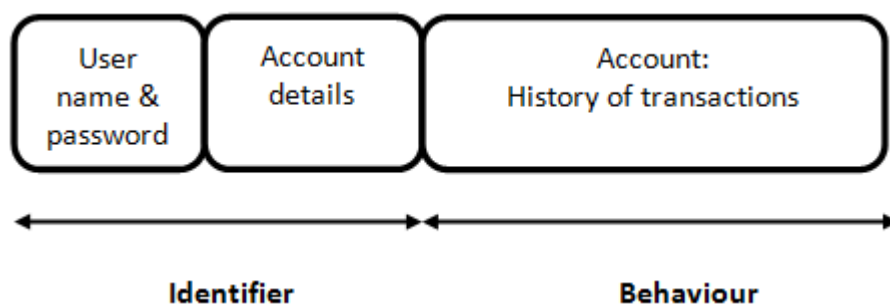 User
name &
password
Account
details
Account:
History of transactions
Identifier
Behaviour